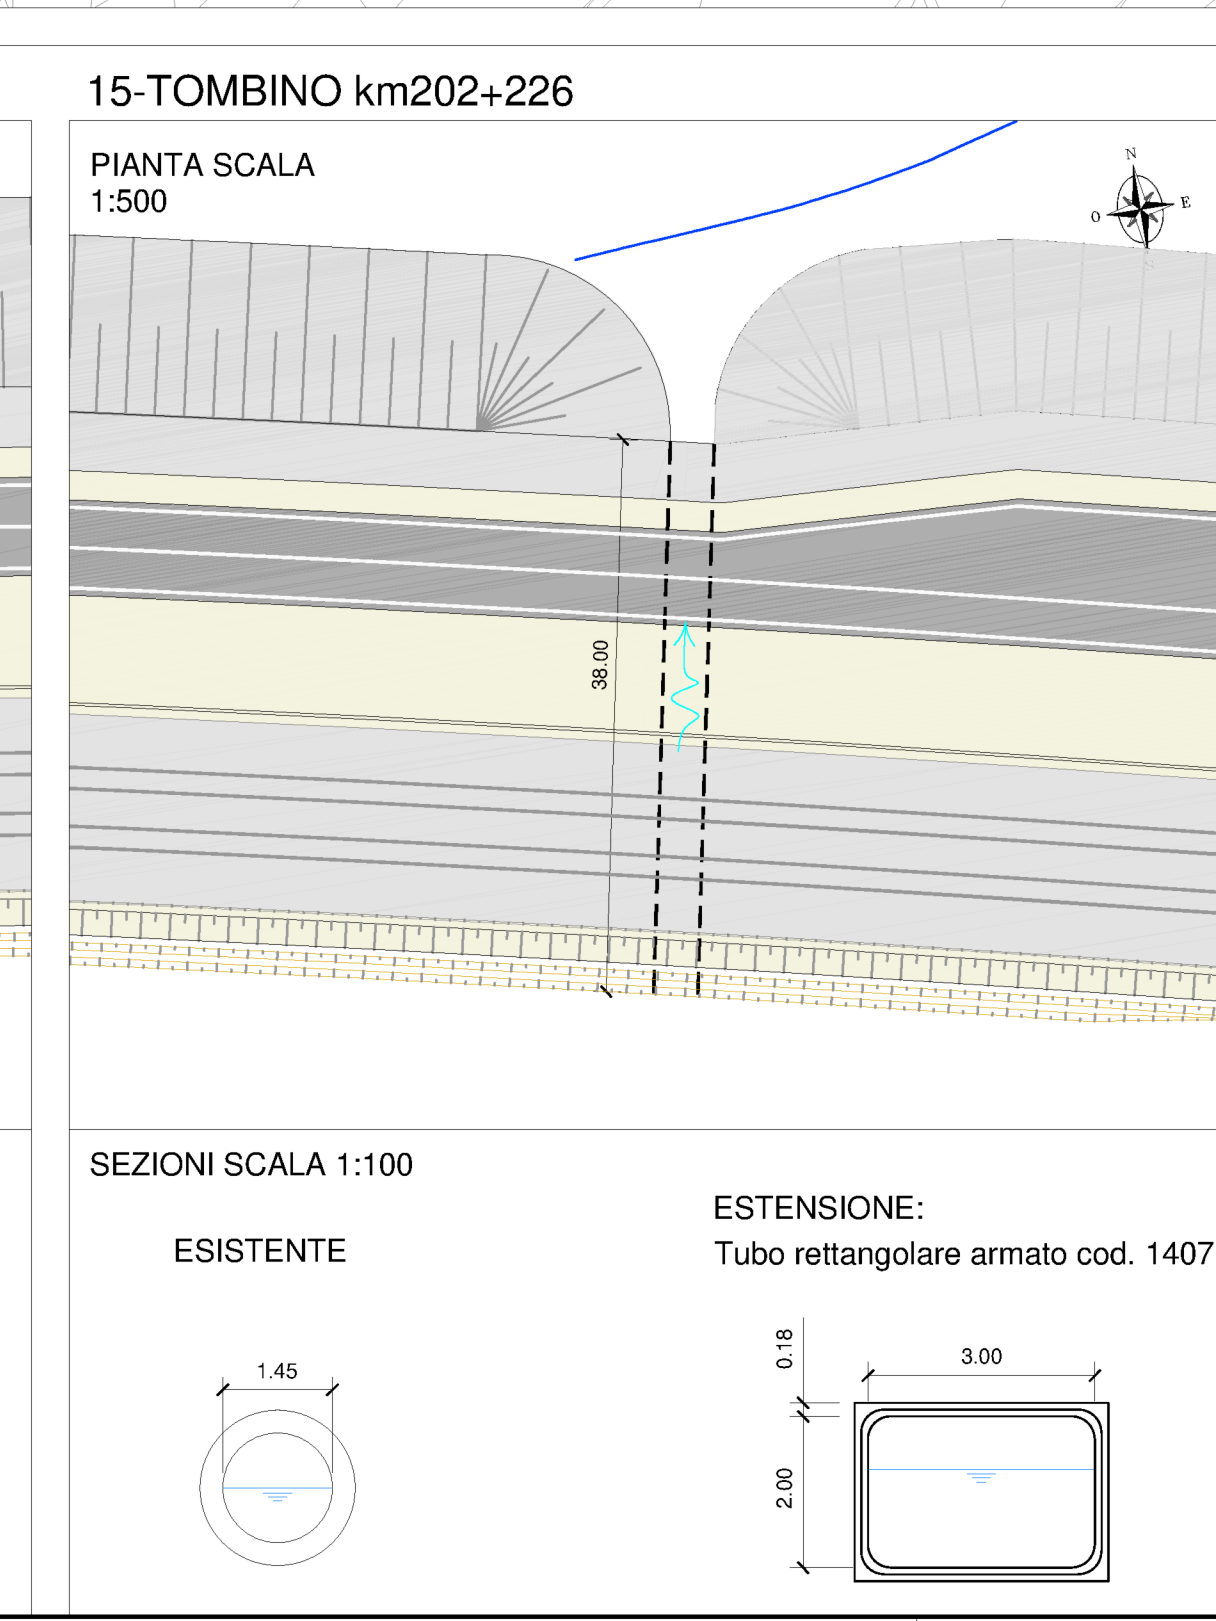 15-TOMBINO km202+226
PIANTA SCALA
1:500
N
O
E
S
38.00
SEZIONI SCALA 1:100
ESTENSIONE:
ESISTENTE
Tubo rettangolare armato cod. 1407
1.45
0.18
3.00
2.00